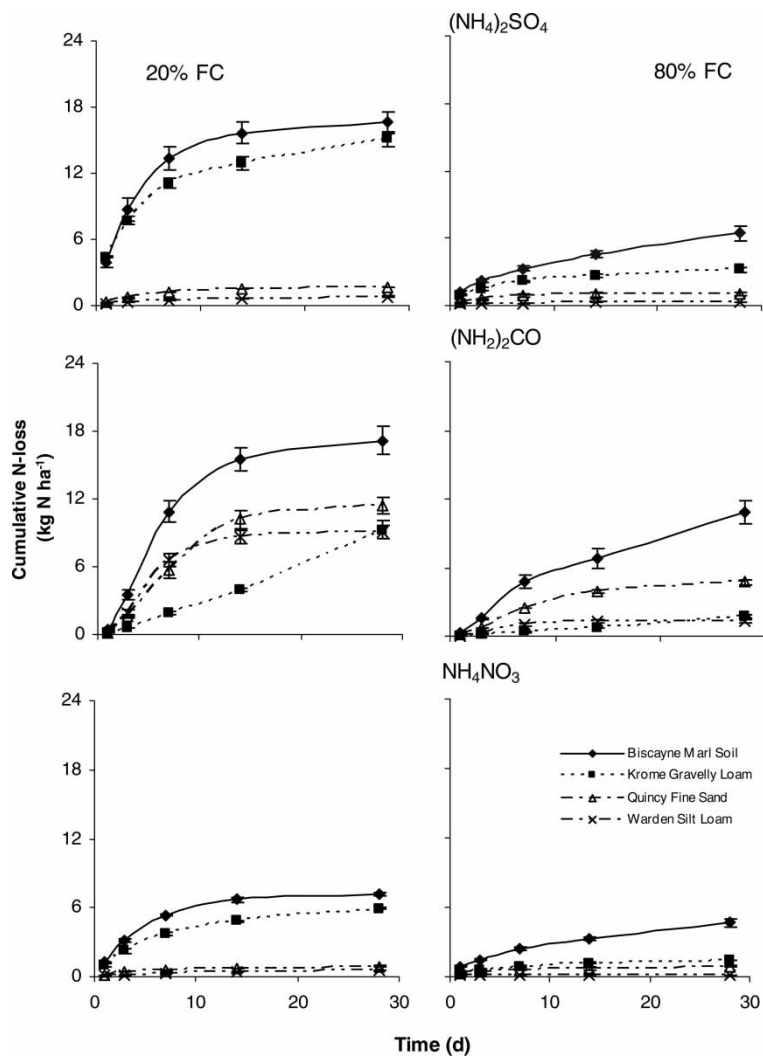 (NH₄)₂SO₄
24
20% FC
80% FC
18
12
6
0
(NH₂)₂CO
24
18
12
6
0
Cumulative N-loss
(kg N ha⁻¹)
NH₄NO₃
24
18
12
6
0
Biscayne Marl Soil
Krome Gravelly Loam
Quincy Fine Sand
Warden Silt Loam
0 10 20 30 0 10 20 30
Time (d)